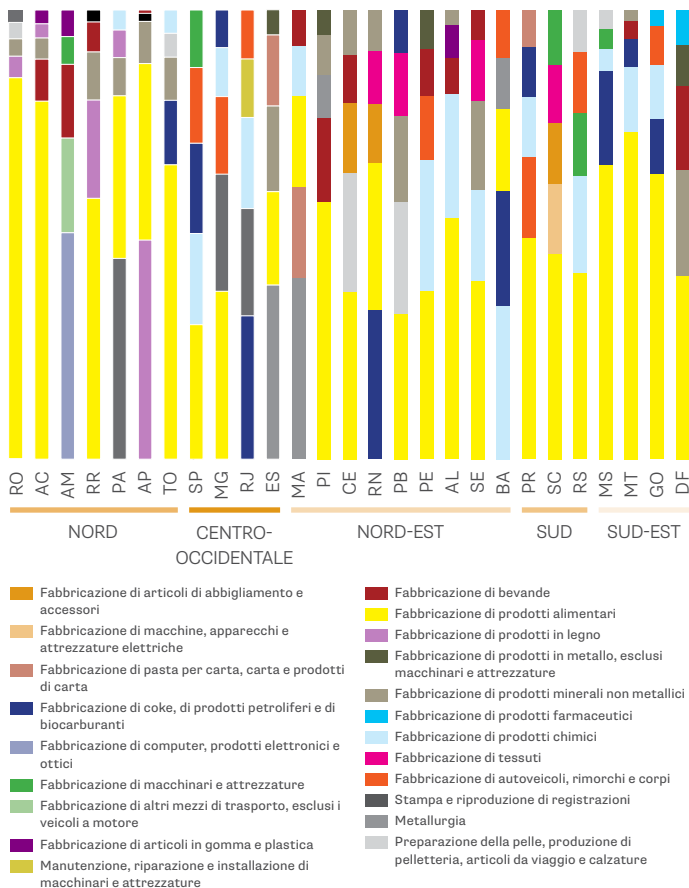 RO AC AM RR PA AP TO SP MG RJ ES MA PI CE RN PB PE AL SE BA PR SC RS MS MT GO DF
NORD
CENTRO-
OCCIDENTALE
NORD-EST
SUD
SUD-EST
Fabbricazione di articoli di abbigliamento e
accessori
Fabbricazione di macchine, apparecchi e
attrezzature elettriche
Fabbricazione di pasta per carta, carta e prodotti
di carta
Fabbricazione di coke, di prodotti petroliferi e di
biocarburanti
Fabbricazione di computer, prodotti elettronici e
ottici
Fabbricazione di macchinari e attrezzature
Fabbricazione di altri mezzi di trasporto, esclusi i
veicoli a motore
Fabbricazione di articoli in gomma e plastica
Manutenzione, riparazione e installazione di
macchinari e attrezzature
Fabbricazione di bevande
Fabbricazione di prodotti alimentari
Fabbricazione di prodotti in legno
Fabbricazione di prodotti in metallo, esclusi
macchinari e attrezzature
Fabbricazione di prodotti minerali non metallici
Fabbricazione di prodotti farmaceutici
Fabbricazione di prodotti chimici
Fabbricazione di tessuti
Fabbricazione di autoveicoli, rimorchi e corpi
Stampa e riproduzione di registrazioni
Metallurgia
Preparazione della pelle, produzione di
pelletteria, articoli da viaggio e calzature